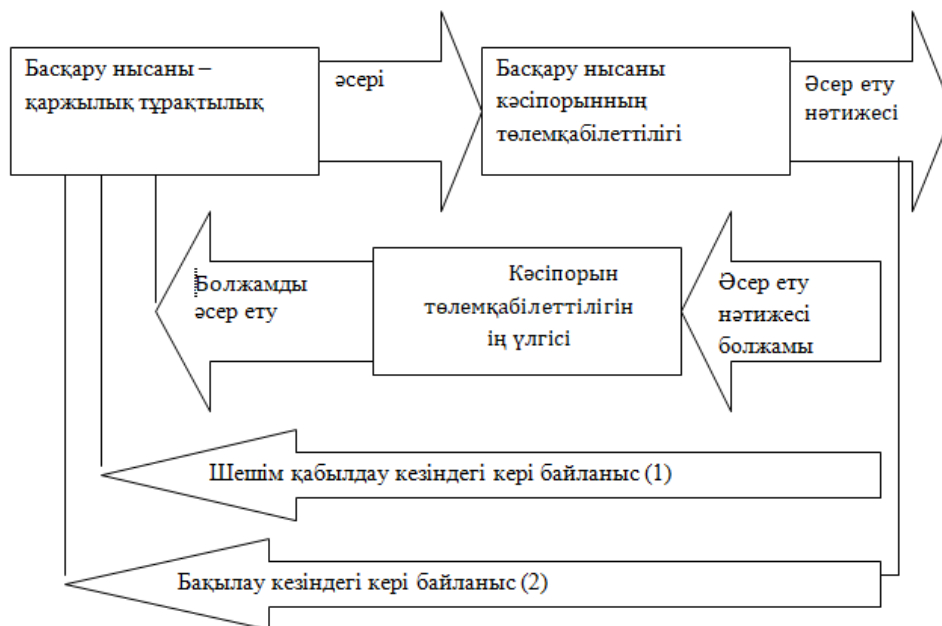 Басқару нысаны –
қаржылық тұрақтылық
әсері
Басқару нысаны
кәсіпорынның
төлемқабілеттілігі
Әсер ету
нәтижесі
Болжамды
әсер ету
Кәсіпорын
төлемқабілеттілігін
ің үлгісі
Әсер ету
нәтижесі
болжамы
Шешім қабылдау кезіндегі кері байланыс (1)
Бақылау кезіндегі кері байланыс (2)